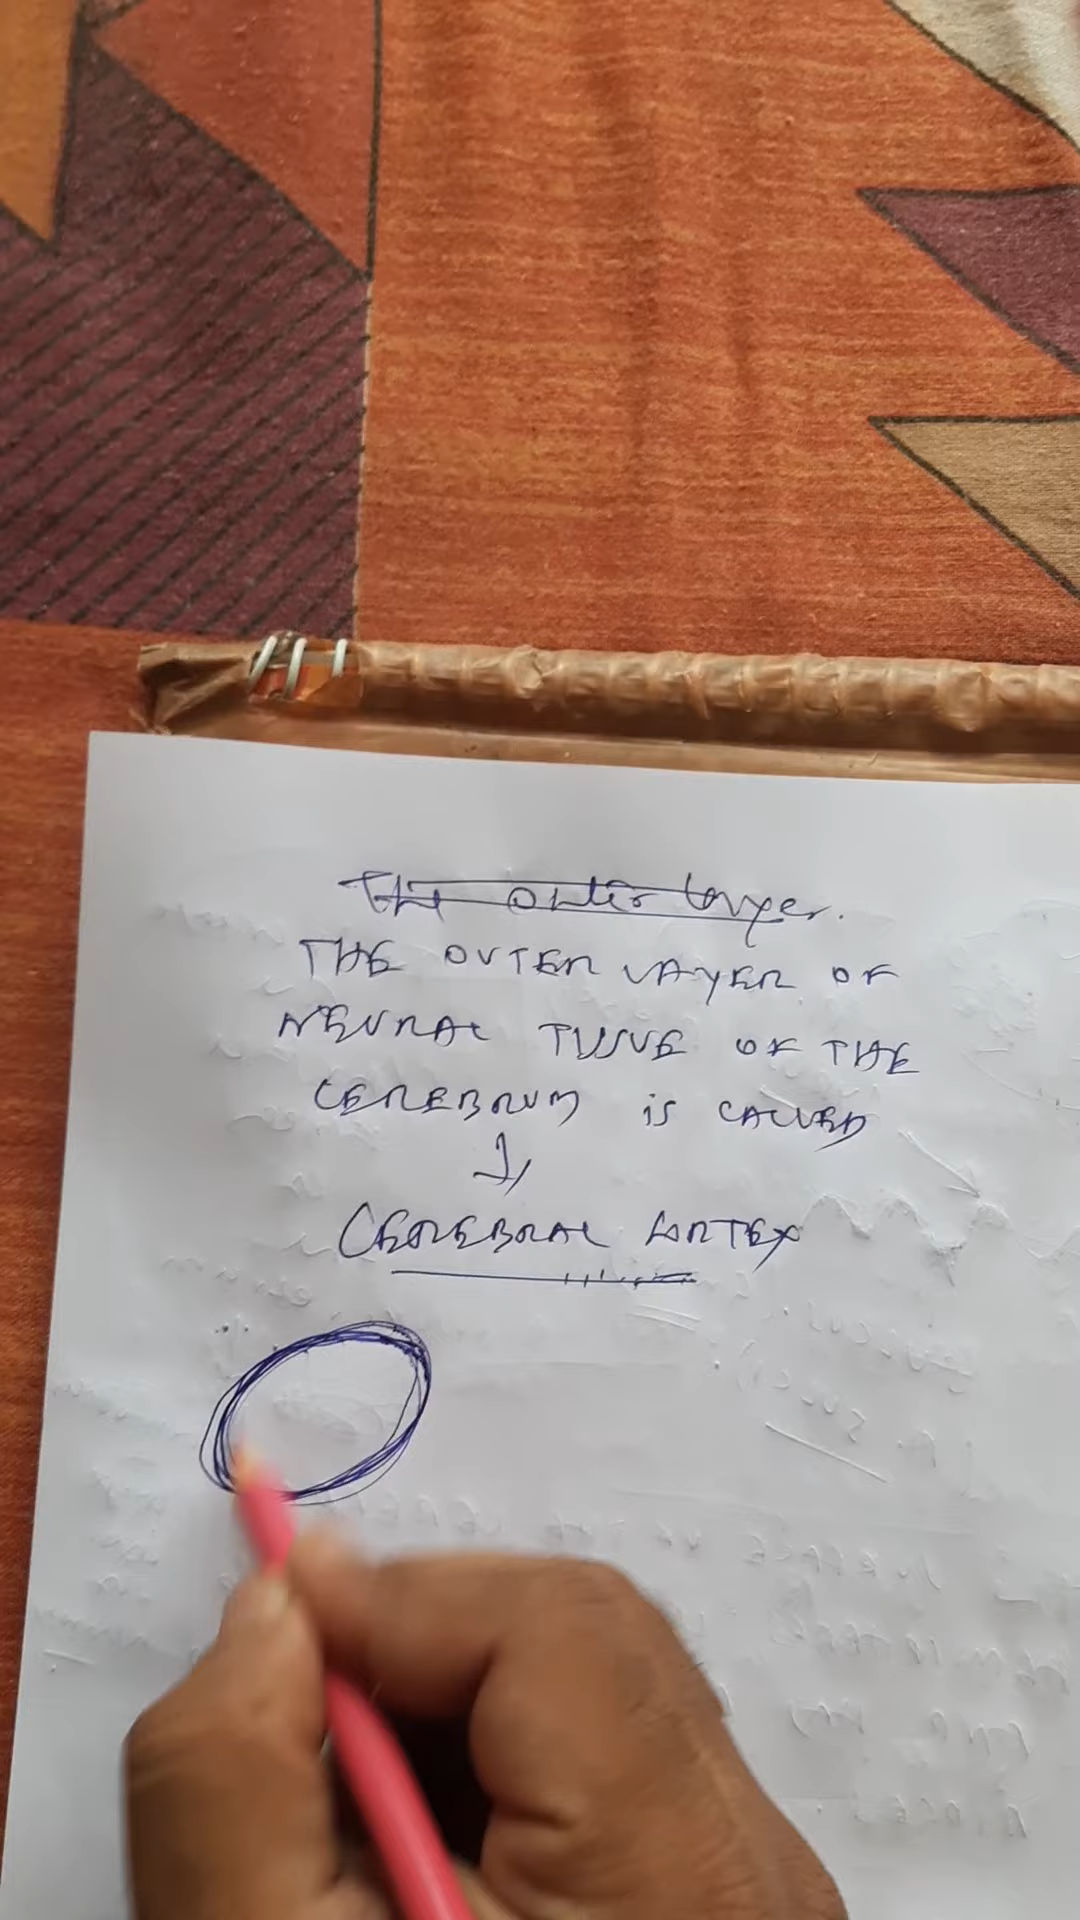 The outer layer.
THE OUTER LAYER OF
NEURAL TISSUE OF THE
CEREBRUM is CALLED
CEREBRAL CORTEX